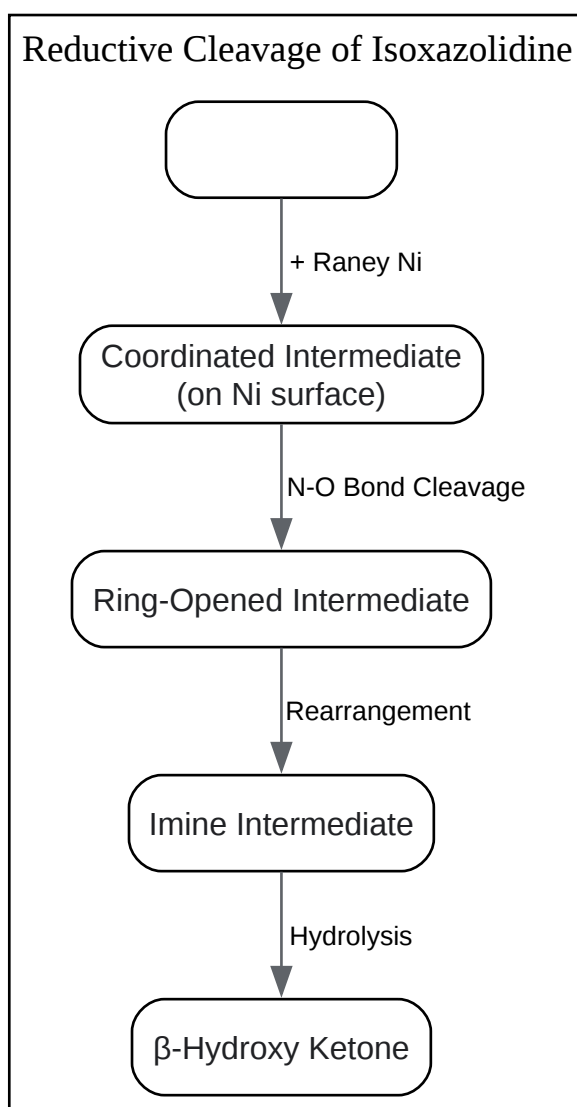 Reductive Cleavage of Isoxazolidine
+ Raney Ni
Coordinated Intermediate
(on Ni surface)
N-O Bond Cleavage
Ring-Opened Intermediate
Rearrangement
Imine Intermediate
Hydrolysis
β-Hydroxy Ketone